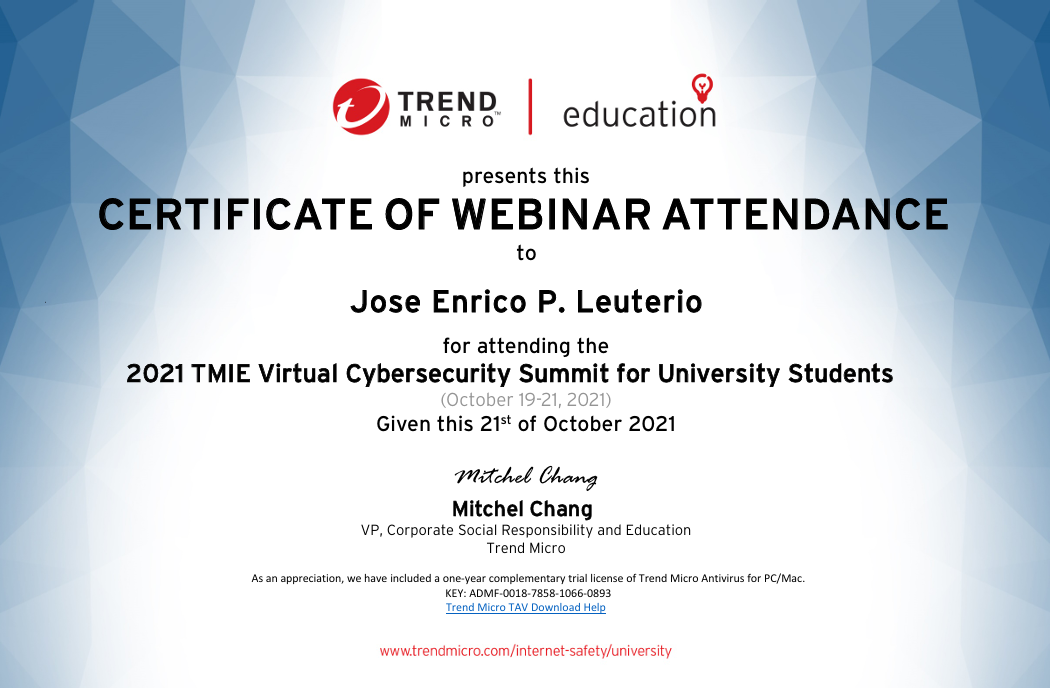 TREND MICRO™ | education
presents this
CERTIFICATE OF WEBINAR ATTENDANCE
to
Jose Enrico P. Leuterio
for attending the
2021 TMIE Virtual Cybersecurity Summit for University Students
(October 19-21, 2021)
Given this 21st of October 2021
Mitchel Chang
Mitchel Chang
VP, Corporate Social Responsibility and Education
Trend Micro
As an appreciation, we have included a one-year complementary trial license of Trend Micro Antivirus for PC/Mac.
KEY: ADMF-0018-7858-1066-0893
Trend Micro TAV Download Help
www.trendmicro.com/internet-safety/university